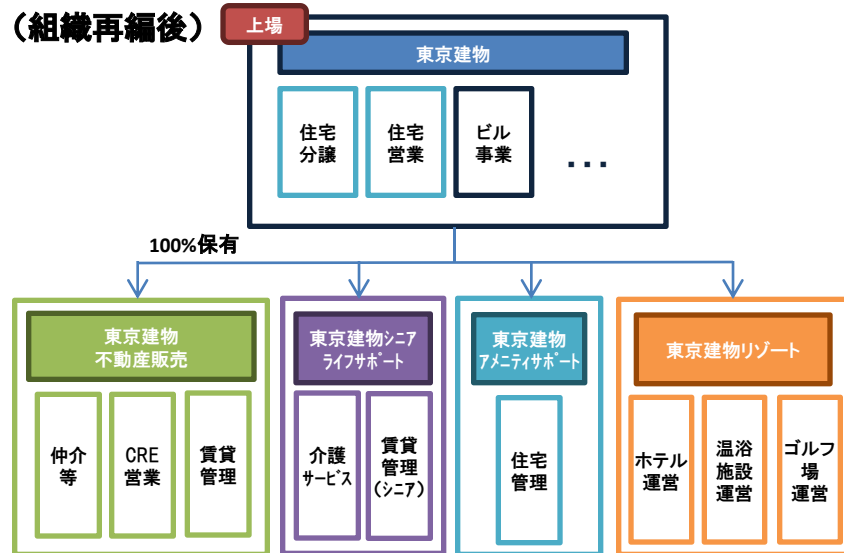 （組織再編後）
上場
東京建物
住宅
分譲
住宅
営業
ビル
事業
...
100%保有
東京建物
不動産販売
仲介
等
CRE
営業
賃貸
管理
東京建物シニア
ライフサポート
介護
サービス
賃貸
管理
(シニア)
東京建物
アメニティサポート
住宅
管理
東京建物リゾート
ホテル
運営
温浴
施設
運営
ゴルフ
場
運営